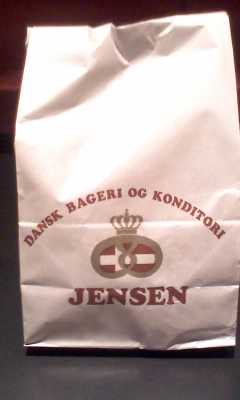 DANSK BAGERI OG KONDITORI
JENSEN